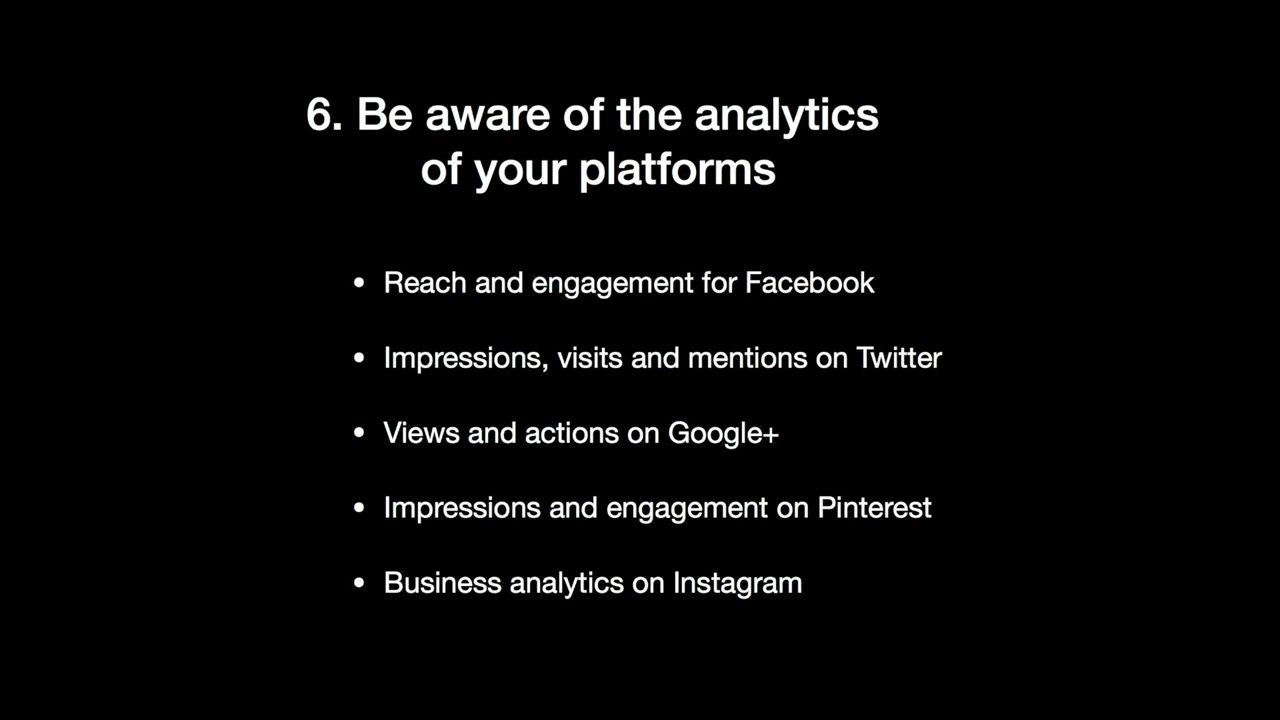 6. Be aware of the analytics
of your platforms
• Reach and engagement for Facebook
• Impressions, visits and mentions on Twitter
• Views and actions on Google+
• Impressions and engagement on Pinterest
• Business analytics on Instagram